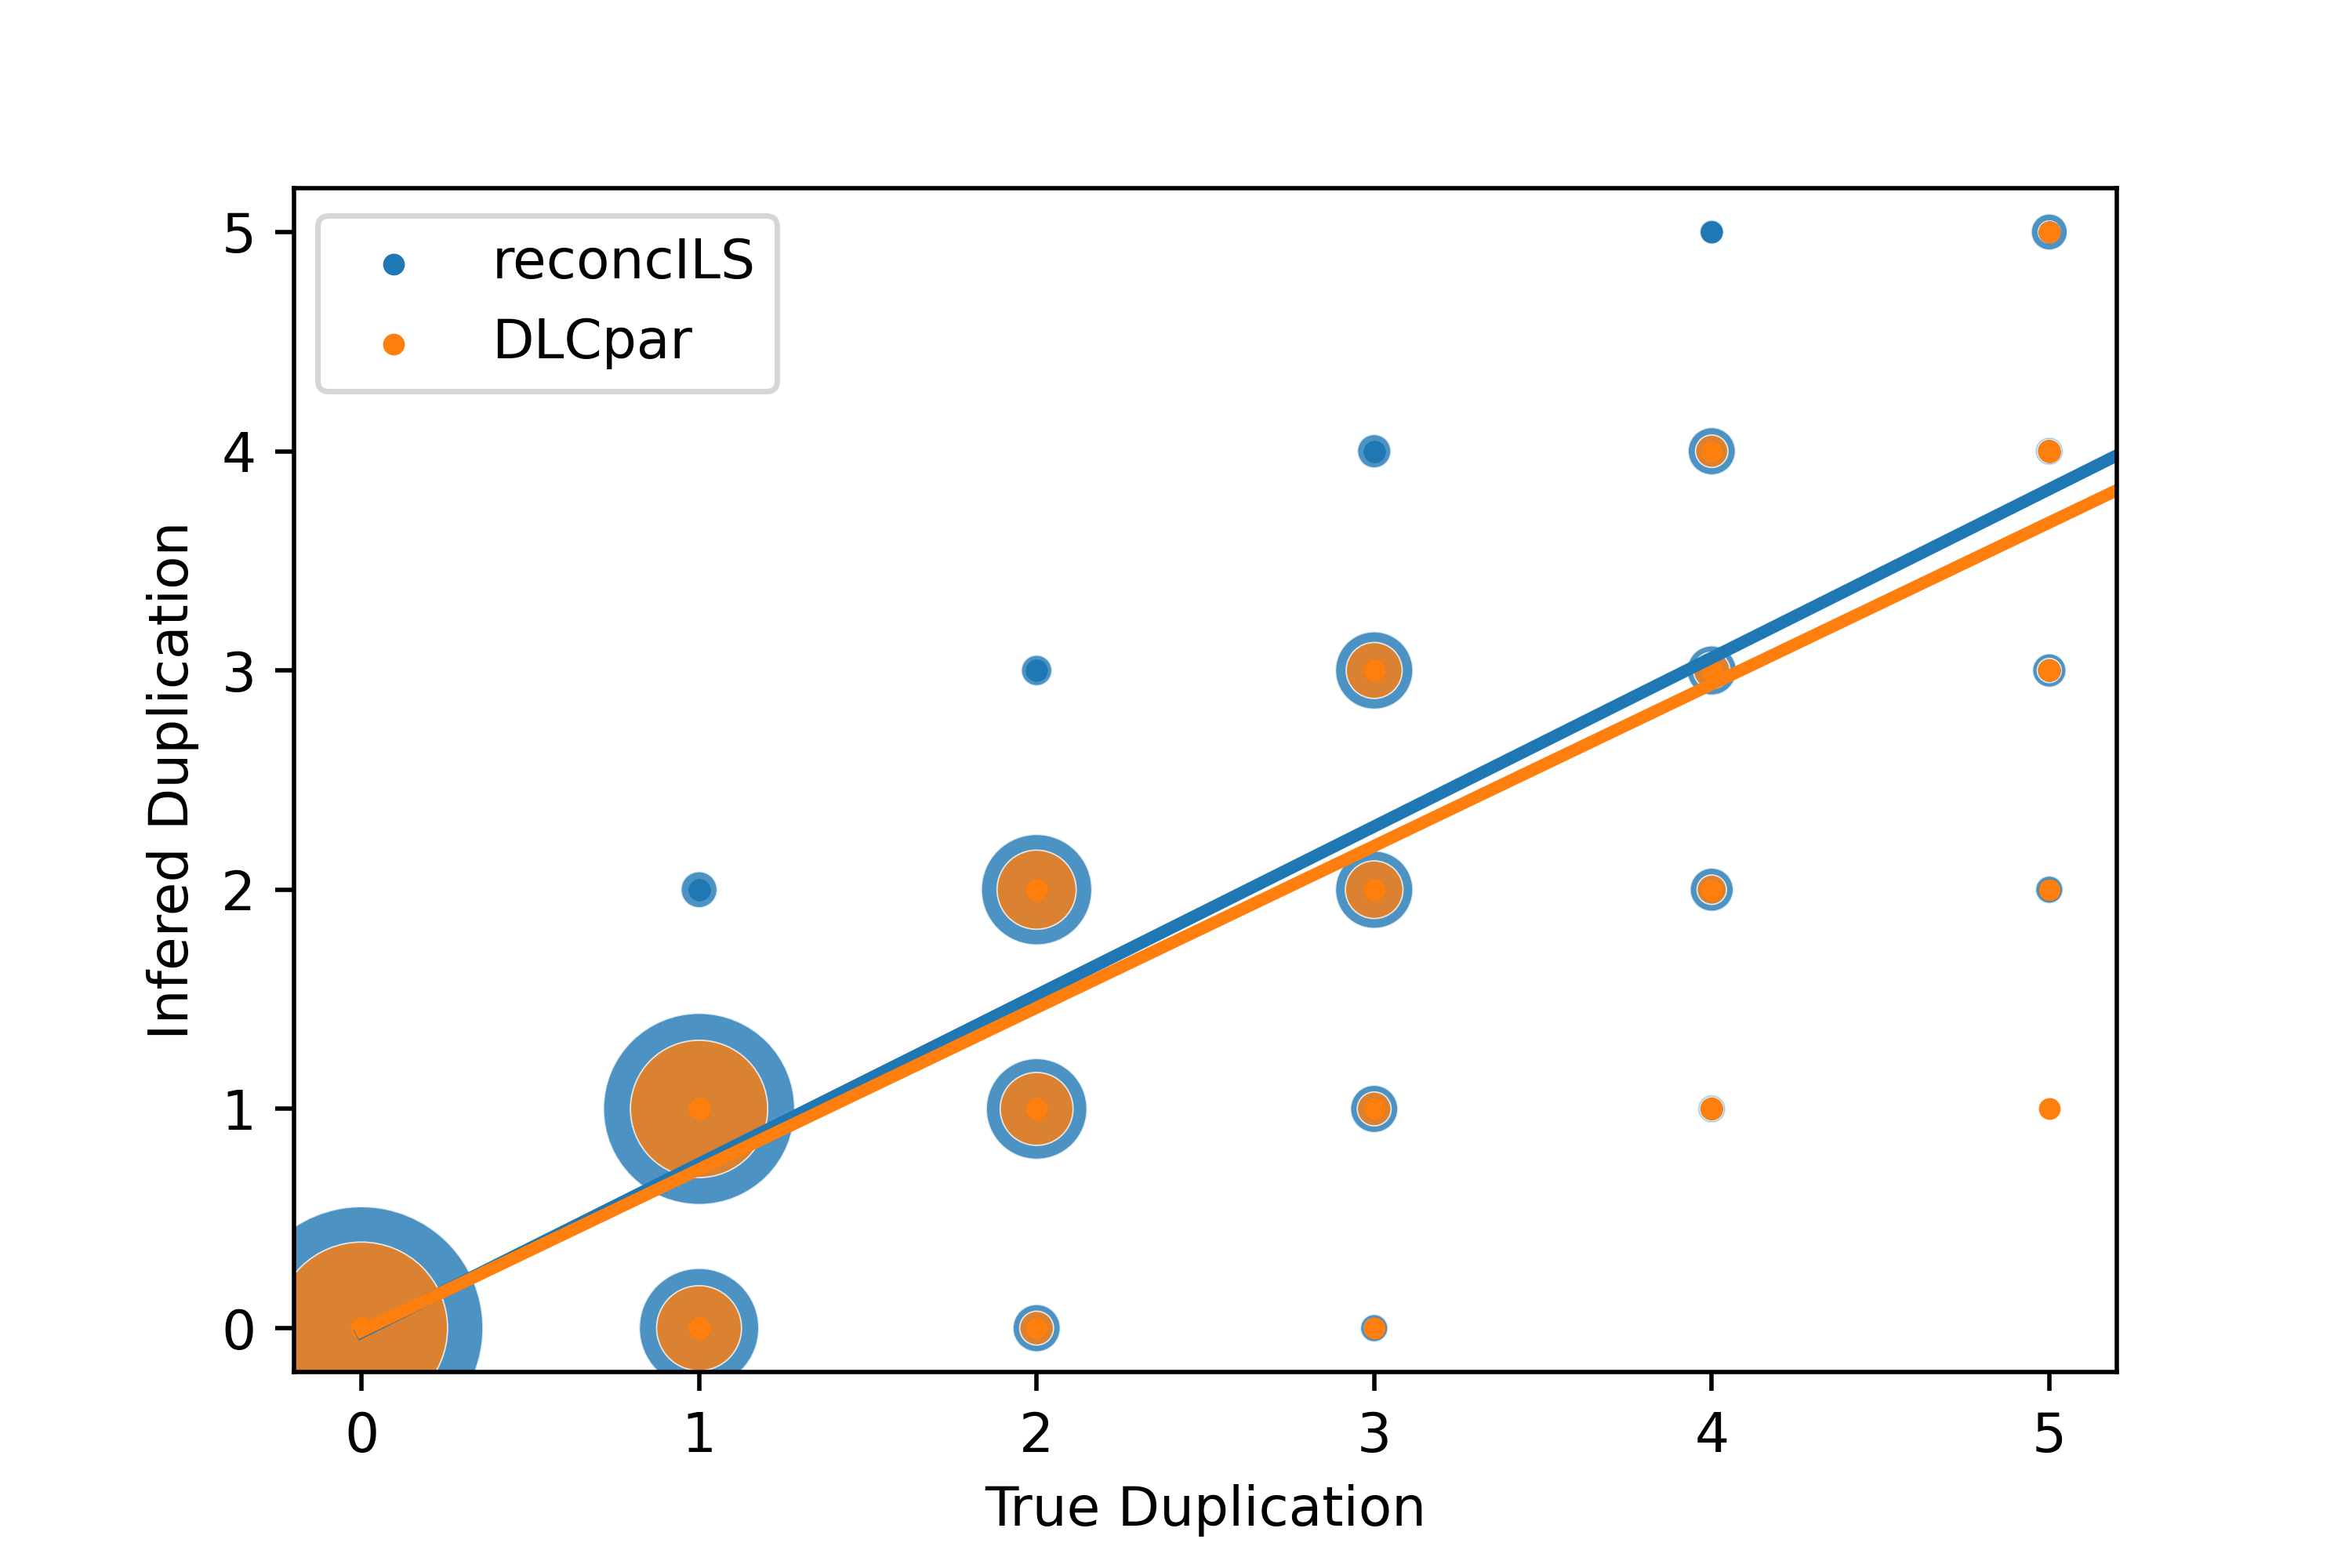 reconcILS
DLCpar
5
4
3
2
1
0
Infered Duplication
0 1 2 3 4 5
True Duplication